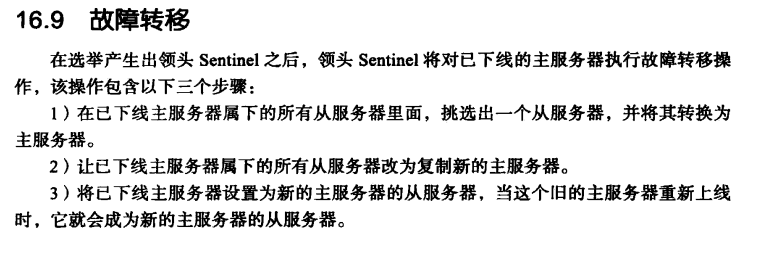 16.9 故障转移
在选举产生出领头 Sentinel 之后，领头 Sentinel 将对已下线的主服务器执行故障转移操
作，该操作包含以下三个步骤：
1）在已下线主服务器属下的所有从服务器里面，挑选出一个从服务器，并将其转换为
主服务器。
2）让已下线主服务器属下的所有从服务器改为复制新的主服务器。
3）将已下线主服务器设置为新的主服务器的从服务器，当这个旧的主服务器重新上线
时，它就会成为新的主服务器的从服务器。